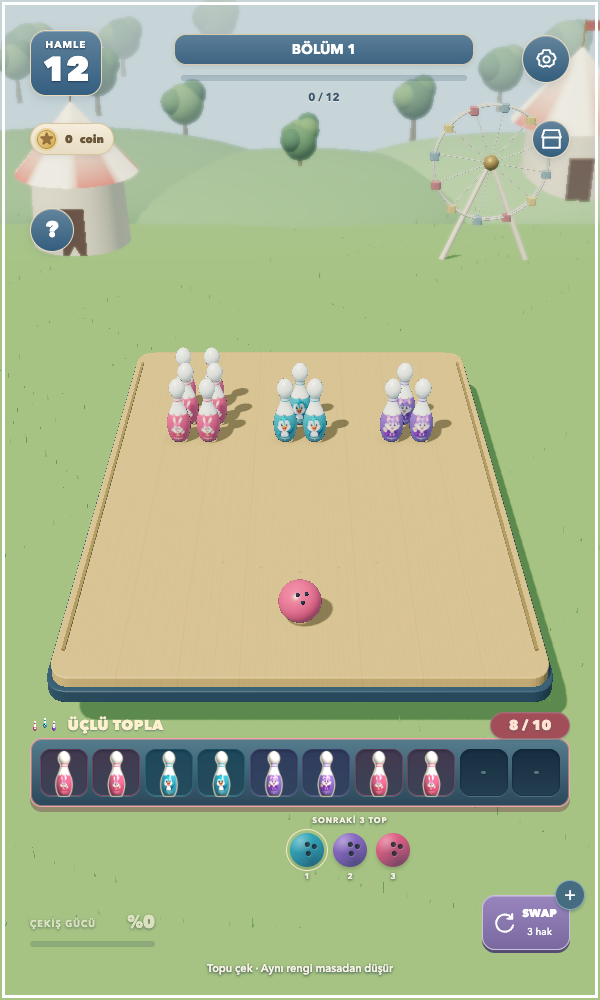 HAMLE
12
BÖLÜM 1
0 / 12
0 coin
?
ÜÇLÜ TOPLA
8 / 10
SONRAKİ 3 TOP
1 2 3
ÇEKİŞ GÜCÜ %0
+
SWAP
3 hak
Topu çek · Aynı rengi masadan düşür